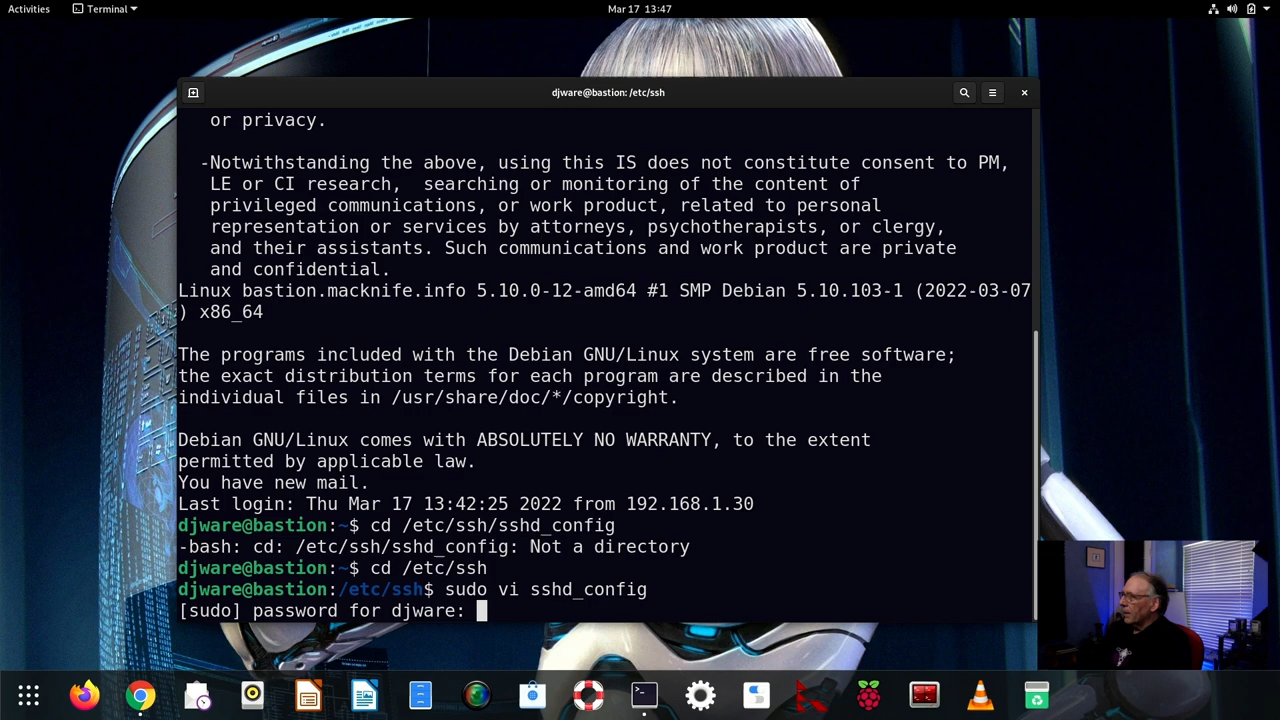 Activities
Terminal
Mar 17 13:47
djware@bastion: /etc/ssh
or privacy.
-Notwithstanding the above, using this IS does not constitute consent to PM,
LE or CI research,  searching or monitoring of the content of
privileged communications, or work product, related to personal
representation or services by attorneys, psychotherapists, or clergy,
and their assistants. Such communications and work product are private
and confidential.
Linux bastion.macknife.info 5.10.0-12-amd64 #1 SMP Debian 5.10.103-1 (2022-03-07
) x86_64
The programs included with the Debian GNU/Linux system are free software;
the exact distribution terms for each program are described in the
individual files in /usr/share/doc/*/copyright.
Debian GNU/Linux comes with ABSOLUTELY NO WARRANTY, to the extent
permitted by applicable law.
You have new mail.
Last login: Thu Mar 17 13:42:25 2022 from 192.168.1.30
djware@bastion:~$ cd /etc/ssh/sshd_config
-bash: cd: /etc/ssh/sshd_config: Not a directory
djware@bastion:~$ cd /etc/ssh
djware@bastion:/etc/ssh$ sudo vi sshd_config
[sudo] password for djware: